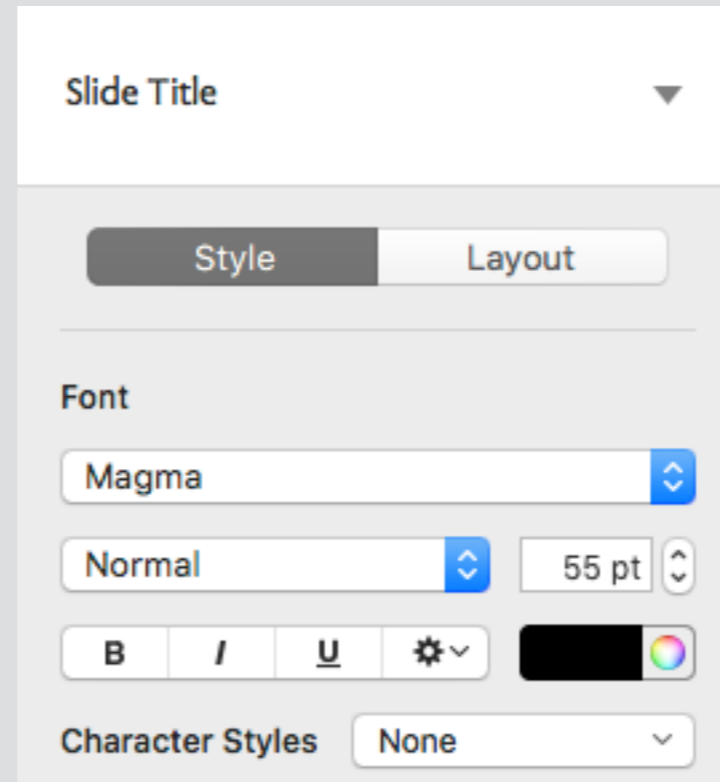 Slide Title
Style Layout
Font
Magma
Normal 55 pt
B I U
Character Styles None